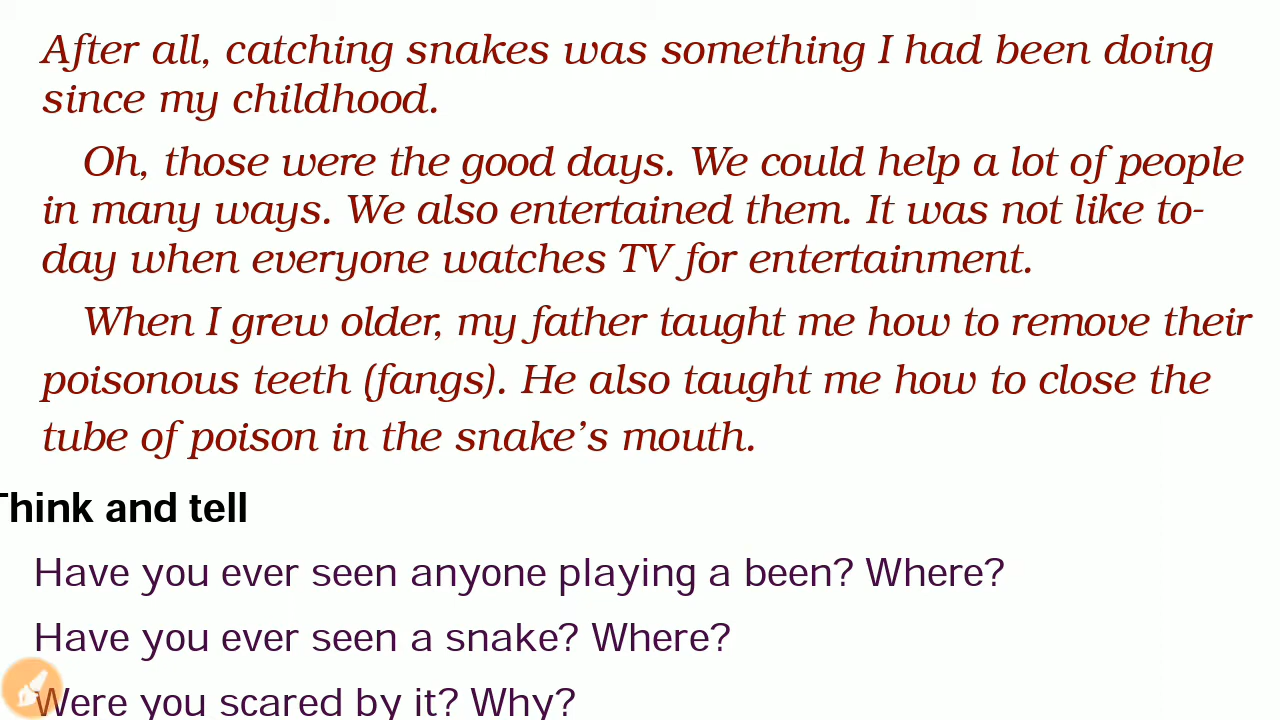 After all, catching snakes was something I had been doing
since my childhood.
Oh, those were the good days. We could help a lot of people
in many ways. We also entertained them. It was not like to-
day when everyone watches TV for entertainment.
When I grew older, my father taught me how to remove their
poisonous teeth (fangs). He also taught me how to close the
tube of poison in the snake's mouth.
Think and tell
Have you ever seen anyone playing a been? Where?
Have you ever seen a snake? Where?
Were you scared by it? Why?